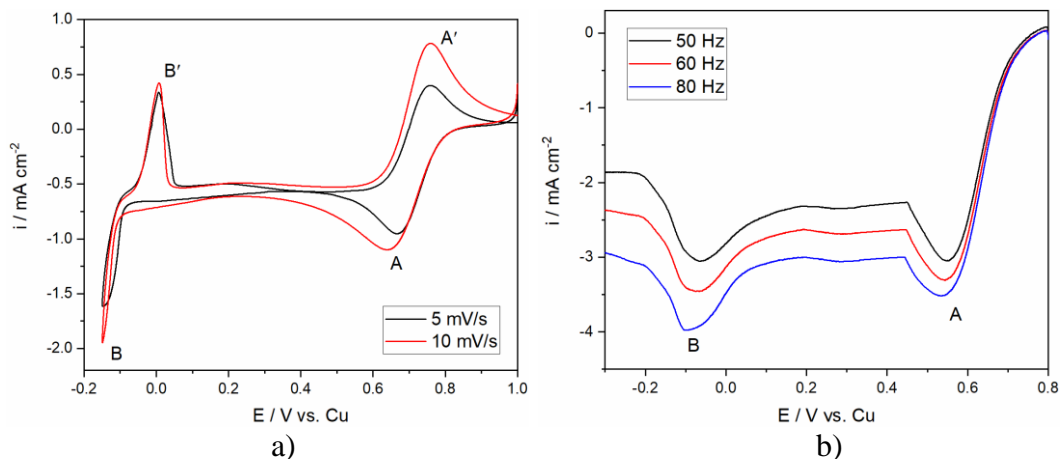 1.0
0.5
0.0
-0.5
-1.0
-1.5
-2.0
i / mA cm⁻²
B′
A′
A
B
5 mV/s
10 mV/s
-0.2 0.0 0.2 0.4 0.6 0.8 1.0
E / V vs. Cu
a)
b)
0
-1
-2
-3
-4
i / mA cm⁻²
50 Hz
60 Hz
80 Hz
B
A
-0.2 0.0 0.2 0.4 0.6 0.8
E / V vs. Cu
b)